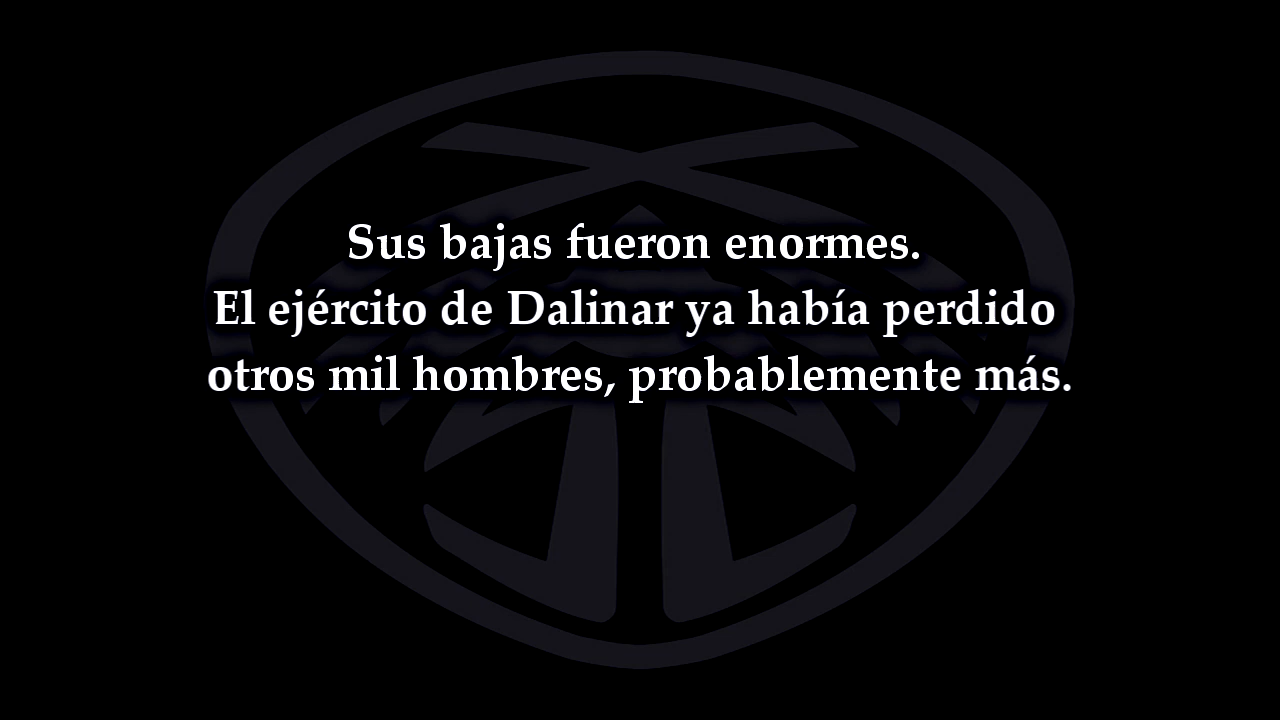 Sus bajas fueron enormes.
El ejército de Dalinar ya había perdido
otros mil hombres, probablemente más.